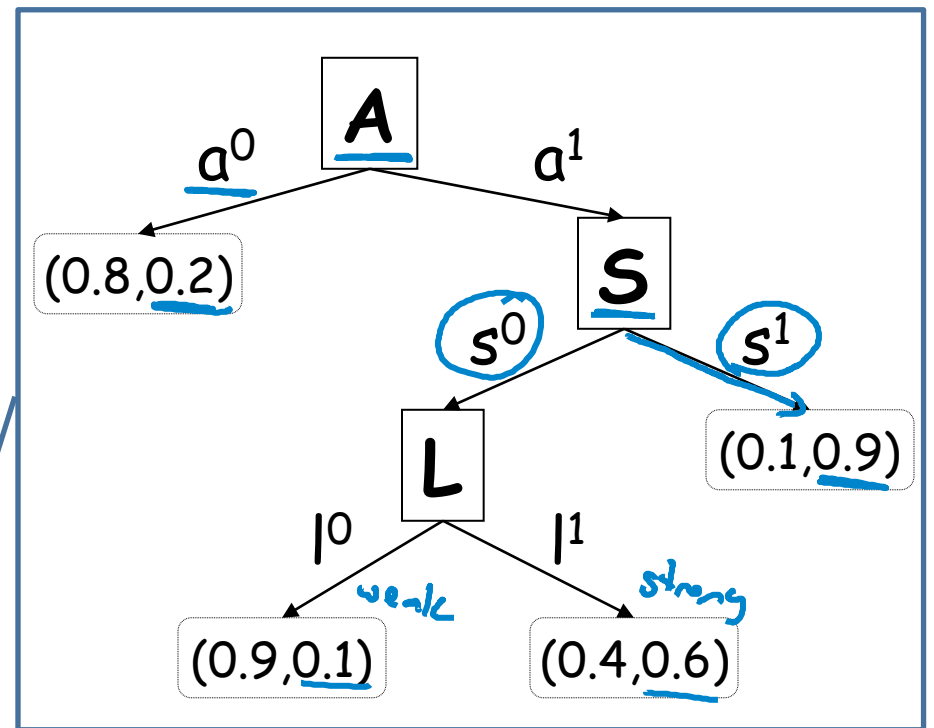 A
a⁰ a¹
(0.8,0.2)
S
s⁰ s¹
L
(0.1,0.9)
l⁰ l¹
weak strong
(0.9,0.1) (0.4,0.6)